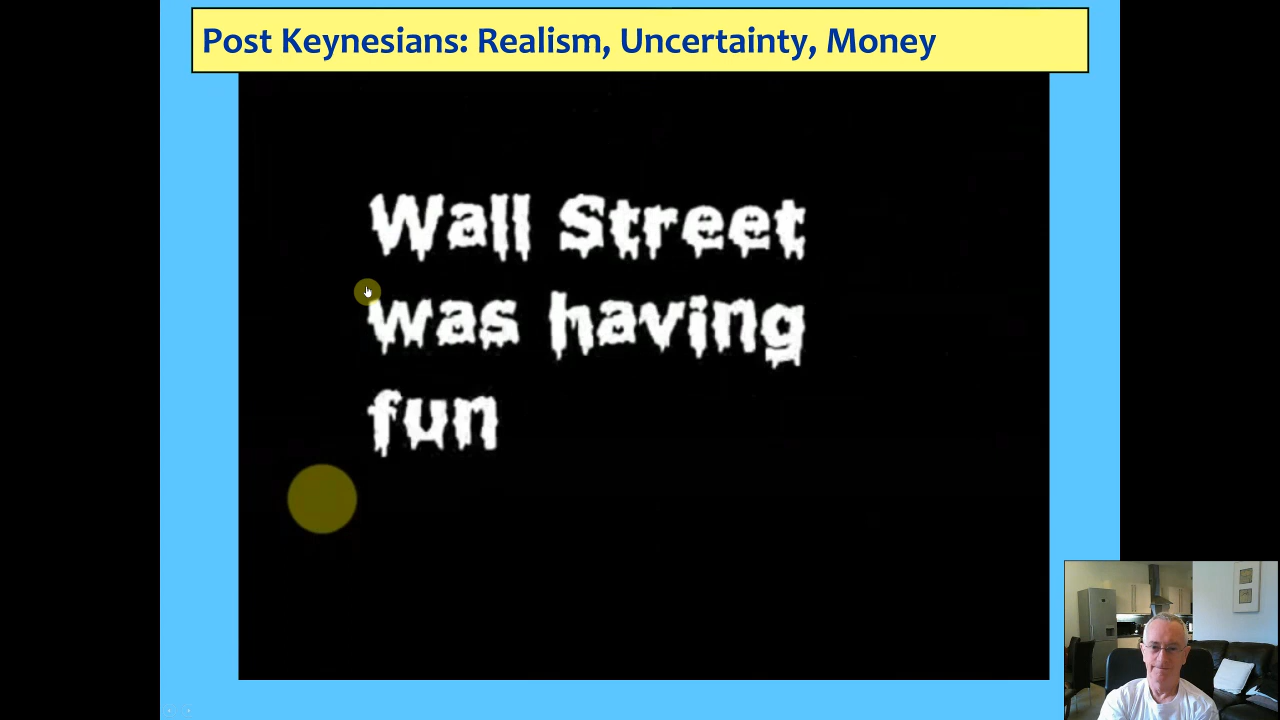 Post Keynesians: Realism, Uncertainty, Money
Wall Street
was having
fun